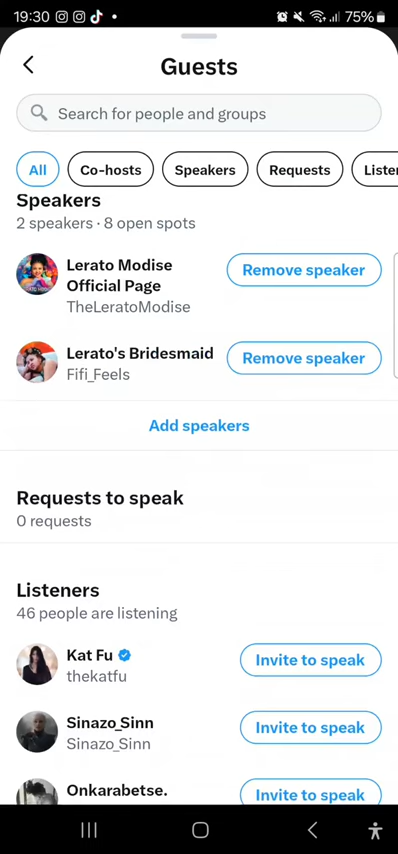 19:30 75%
Guests
Search for people and groups
All Co-hosts Speakers Requests Listen
Speakers
2 speakers · 8 open spots
Lerato Modise
Official Page
TheLeratoModise
Remove speaker
Lerato's Bridesmaid
Fifi_Feels
Remove speaker
Add speakers
Requests to speak
0 requests
Listeners
46 people are listening
Kat Fu
thekatfu
Invite to speak
Sinazo_Sinn
Sinazo_Sinn
Invite to speak
Onkarabetse.
Invite to speak